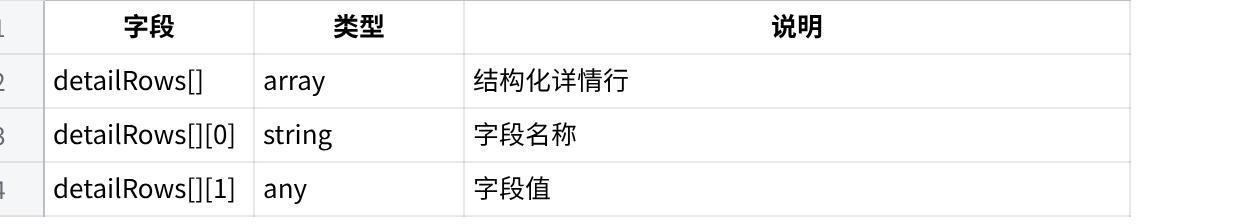 字段 类型 说明
2 detailRows[] array 结构化详情行
3 detailRows[][0] string 字段名称
4 detailRows[][1] any 字段值